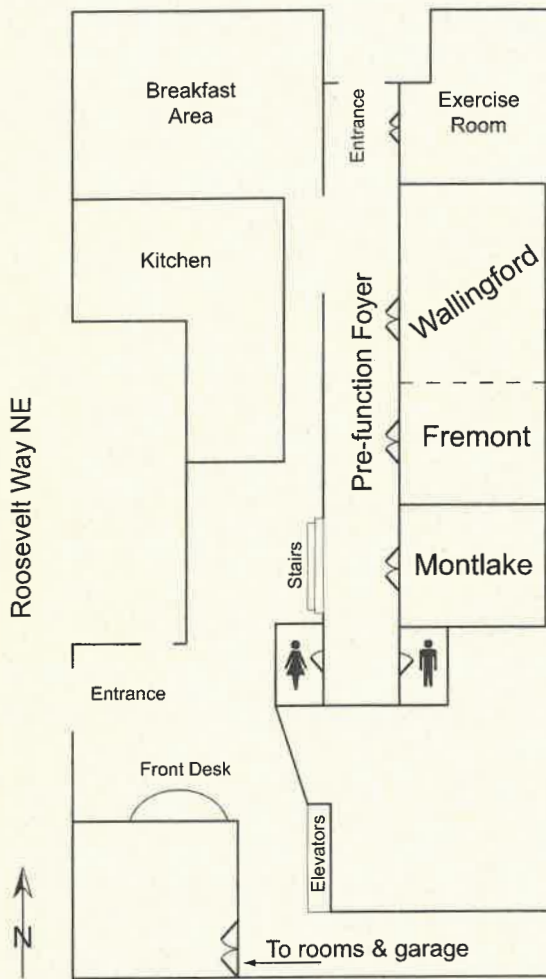 Breakfast
Area
Entrance
Exercise
Room
Kitchen
Wallingford
Pre-function Foyer
Fremont
Roosevelt Way NE
Stairs
Montlake
Entrance
Front Desk
Elevators
N
To rooms & garage